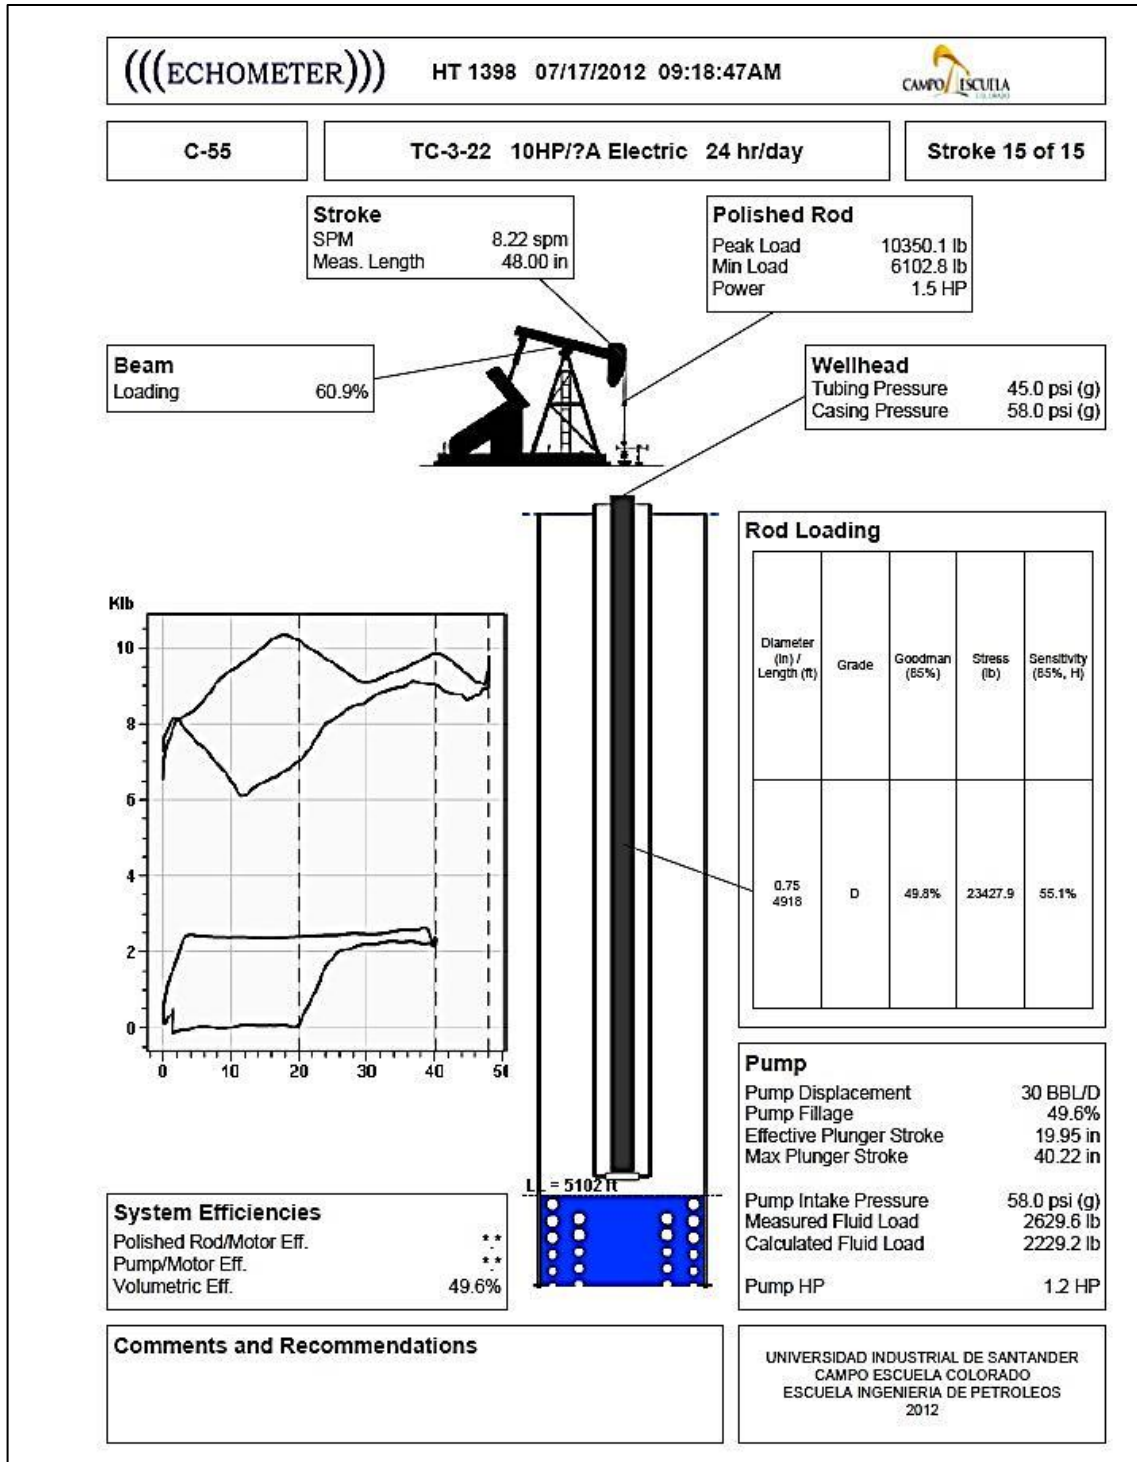 (((ECHOMETER))) HT 1398 07/17/2012 09:18:47AM CAMPO ESCUELA COLORADO
C-55 TC-3-22 10HP/?A Electric 24 hr/day Stroke 15 of 15
Stroke
SPM 8.22 spm
Meas. Length 48.00 in
Polished Rod
Peak Load 10350.1 lb
Min Load 6102.8 lb
Power 1.5 HP
Beam
Loading 60.9%
Wellhead
Tubing Pressure 45.0 psi (g)
Casing Pressure 58.0 psi (g)
Rod Loading
Diameter (in) / Length (ft) Grade Goodman (85%) Stress (lb) Sensitivity (85%, H)
0.75 4918 D 49.8% 23427.9 55.1%
Klb
10
8
6
4
2
0
0 10 20 30 40 50
LL = 5102 ft
Pump
Pump Displacement 30 BBL/D
Pump Fillage 49.6%
Effective Plunger Stroke 19.95 in
Max Plunger Stroke 40.22 in
Pump Intake Pressure 58.0 psi (g)
Measured Fluid Load 2629.6 lb
Calculated Fluid Load 2229.2 lb
Pump HP 1.2 HP
System Efficiencies
Polished Rod/Motor Eff. *.*
Pump/Motor Eff. *.*
Volumetric Eff. 49.6%
Comments and Recommendations
UNIVERSIDAD INDUSTRIAL DE SANTANDER
CAMPO ESCUELA COLORADO
ESCUELA INGENIERIA DE PETROLEOS
2012